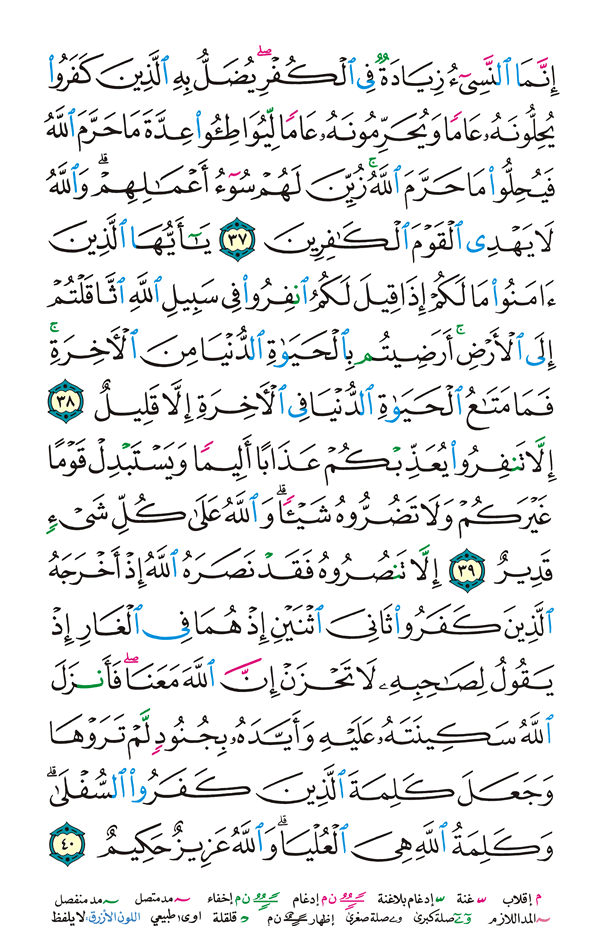 إِنَّمَا ٱلنَّسِىٓءُ زِيَادَةٌۭ فِى ٱلْكُفْرِ ۖ يُضَلُّ بِهِ ٱلَّذِينَ كَفَرُوا۟
يُحِلُّونَهُۥ عَامًۭا وَيُحَرِّمُونَهُۥ عَامًۭا لِّيُوَاطِـُٔوا۟ عِدَّةَ مَا حَرَّمَ ٱللَّهُ
فَيُحِلُّوا۟ مَا حَرَّمَ ٱللَّهُ ۚ زُيِّنَ لَهُمْ سُوٓءُ أَعْمَـٰلِهِمْ ۗ وَٱللَّهُ
لَا يَهْدِى ٱلْقَوْمَ ٱلْكَـٰفِرِينَ ٣٧ يَـٰٓأَيُّهَا ٱلَّذِينَ
ءَامَنُوا۟ مَا لَكُمْ إِذَا قِيلَ لَكُمُ ٱنفِرُوا۟ فِى سَبِيلِ ٱللَّهِ ٱثَّاقَلْتُمْ
إِلَى ٱلْأَرْضِ ۚ أَرَضِيتُم بِٱلْحَيَوٰةِ ٱلدُّنْيَا مِنَ ٱلْـَٔاخِرَةِ ۚ
فَمَا مَتَـٰعُ ٱلْحَيَوٰةِ ٱلدُّنْيَا فِى ٱلْـَٔاخِرَةِ إِلَّا قَلِيلٌ ٣٨
إِلَّا تَنفِرُوا۟ يُعَذِّبْكُمْ عَذَابًا أَلِيمًۭا وَيَسْتَبْدِلْ قَوْمًا
غَيْرَكُمْ وَلَا تَضُرُّوهُ شَيْـًۭٔا ۗ وَٱللَّهُ عَلَىٰ كُلِّ شَىْءٍۢ
قَدِيرٌ ٣٩ إِلَّا تَنصُرُوهُ فَقَدْ نَصَرَهُ ٱللَّهُ إِذْ أَخْرَجَهُ
ٱلَّذِينَ كَفَرُوا۟ ثَانِىَ ٱثْنَيْنِ إِذْ هُمَا فِى ٱلْغَارِ إِذْ
يَقُولُ لِصَـٰحِبِهِۦ لَا تَحْزَنْ إِنَّ ٱللَّهَ مَعَنَا ۖ فَأَنزَلَ
ٱللَّهُ سَكِينَتَهُۥ عَلَيْهِ وَأَيَّدَهُۥ بِجُنُودٍۢ لَّمْ تَرَوْهَا
وَجَعَلَ كَلِمَةَ ٱلَّذِينَ كَفَرُوا۟ ٱلسُّفْلَىٰ ۗ
وَكَلِمَةُ ٱللَّهِ هِىَ ٱلْعُلْيَا ۗ وَٱللَّهُ عَزِيزٌ حَكِيمٌ ٤٠
م إقلاب غنة إدغام بلاغنة ن م إدغام ن م إخفاء مد متصل مد منفصل
المد اللازم صلة كبرى صلة صغرى إظهار ن م قلقلة اوى؛ طبيعي اللون الأزرق: لا يلفظ